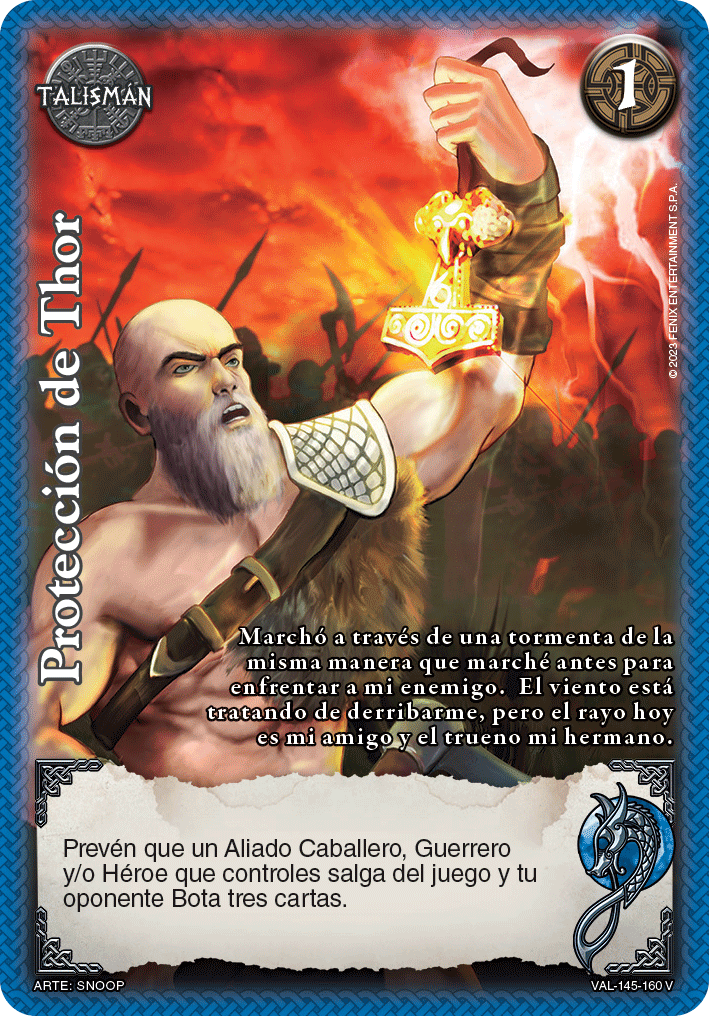 TALISMÁN
1
Protección de Thor
© 2023 FENIX ENTERTAINMENT S.P.A.
Marchó a través de una tormenta de la
misma manera que marché antes para
enfrentar a mi enemigo. El viento está
tratando de derribarme, pero el rayo hoy
es mi amigo y el trueno mi hermano.
Prevén que un Aliado Caballero, Guerrero
y/o Héroe que controles salga del juego y tu
oponente Bota tres cartas.
ARTE: SNOOP
VAL-145-160 V